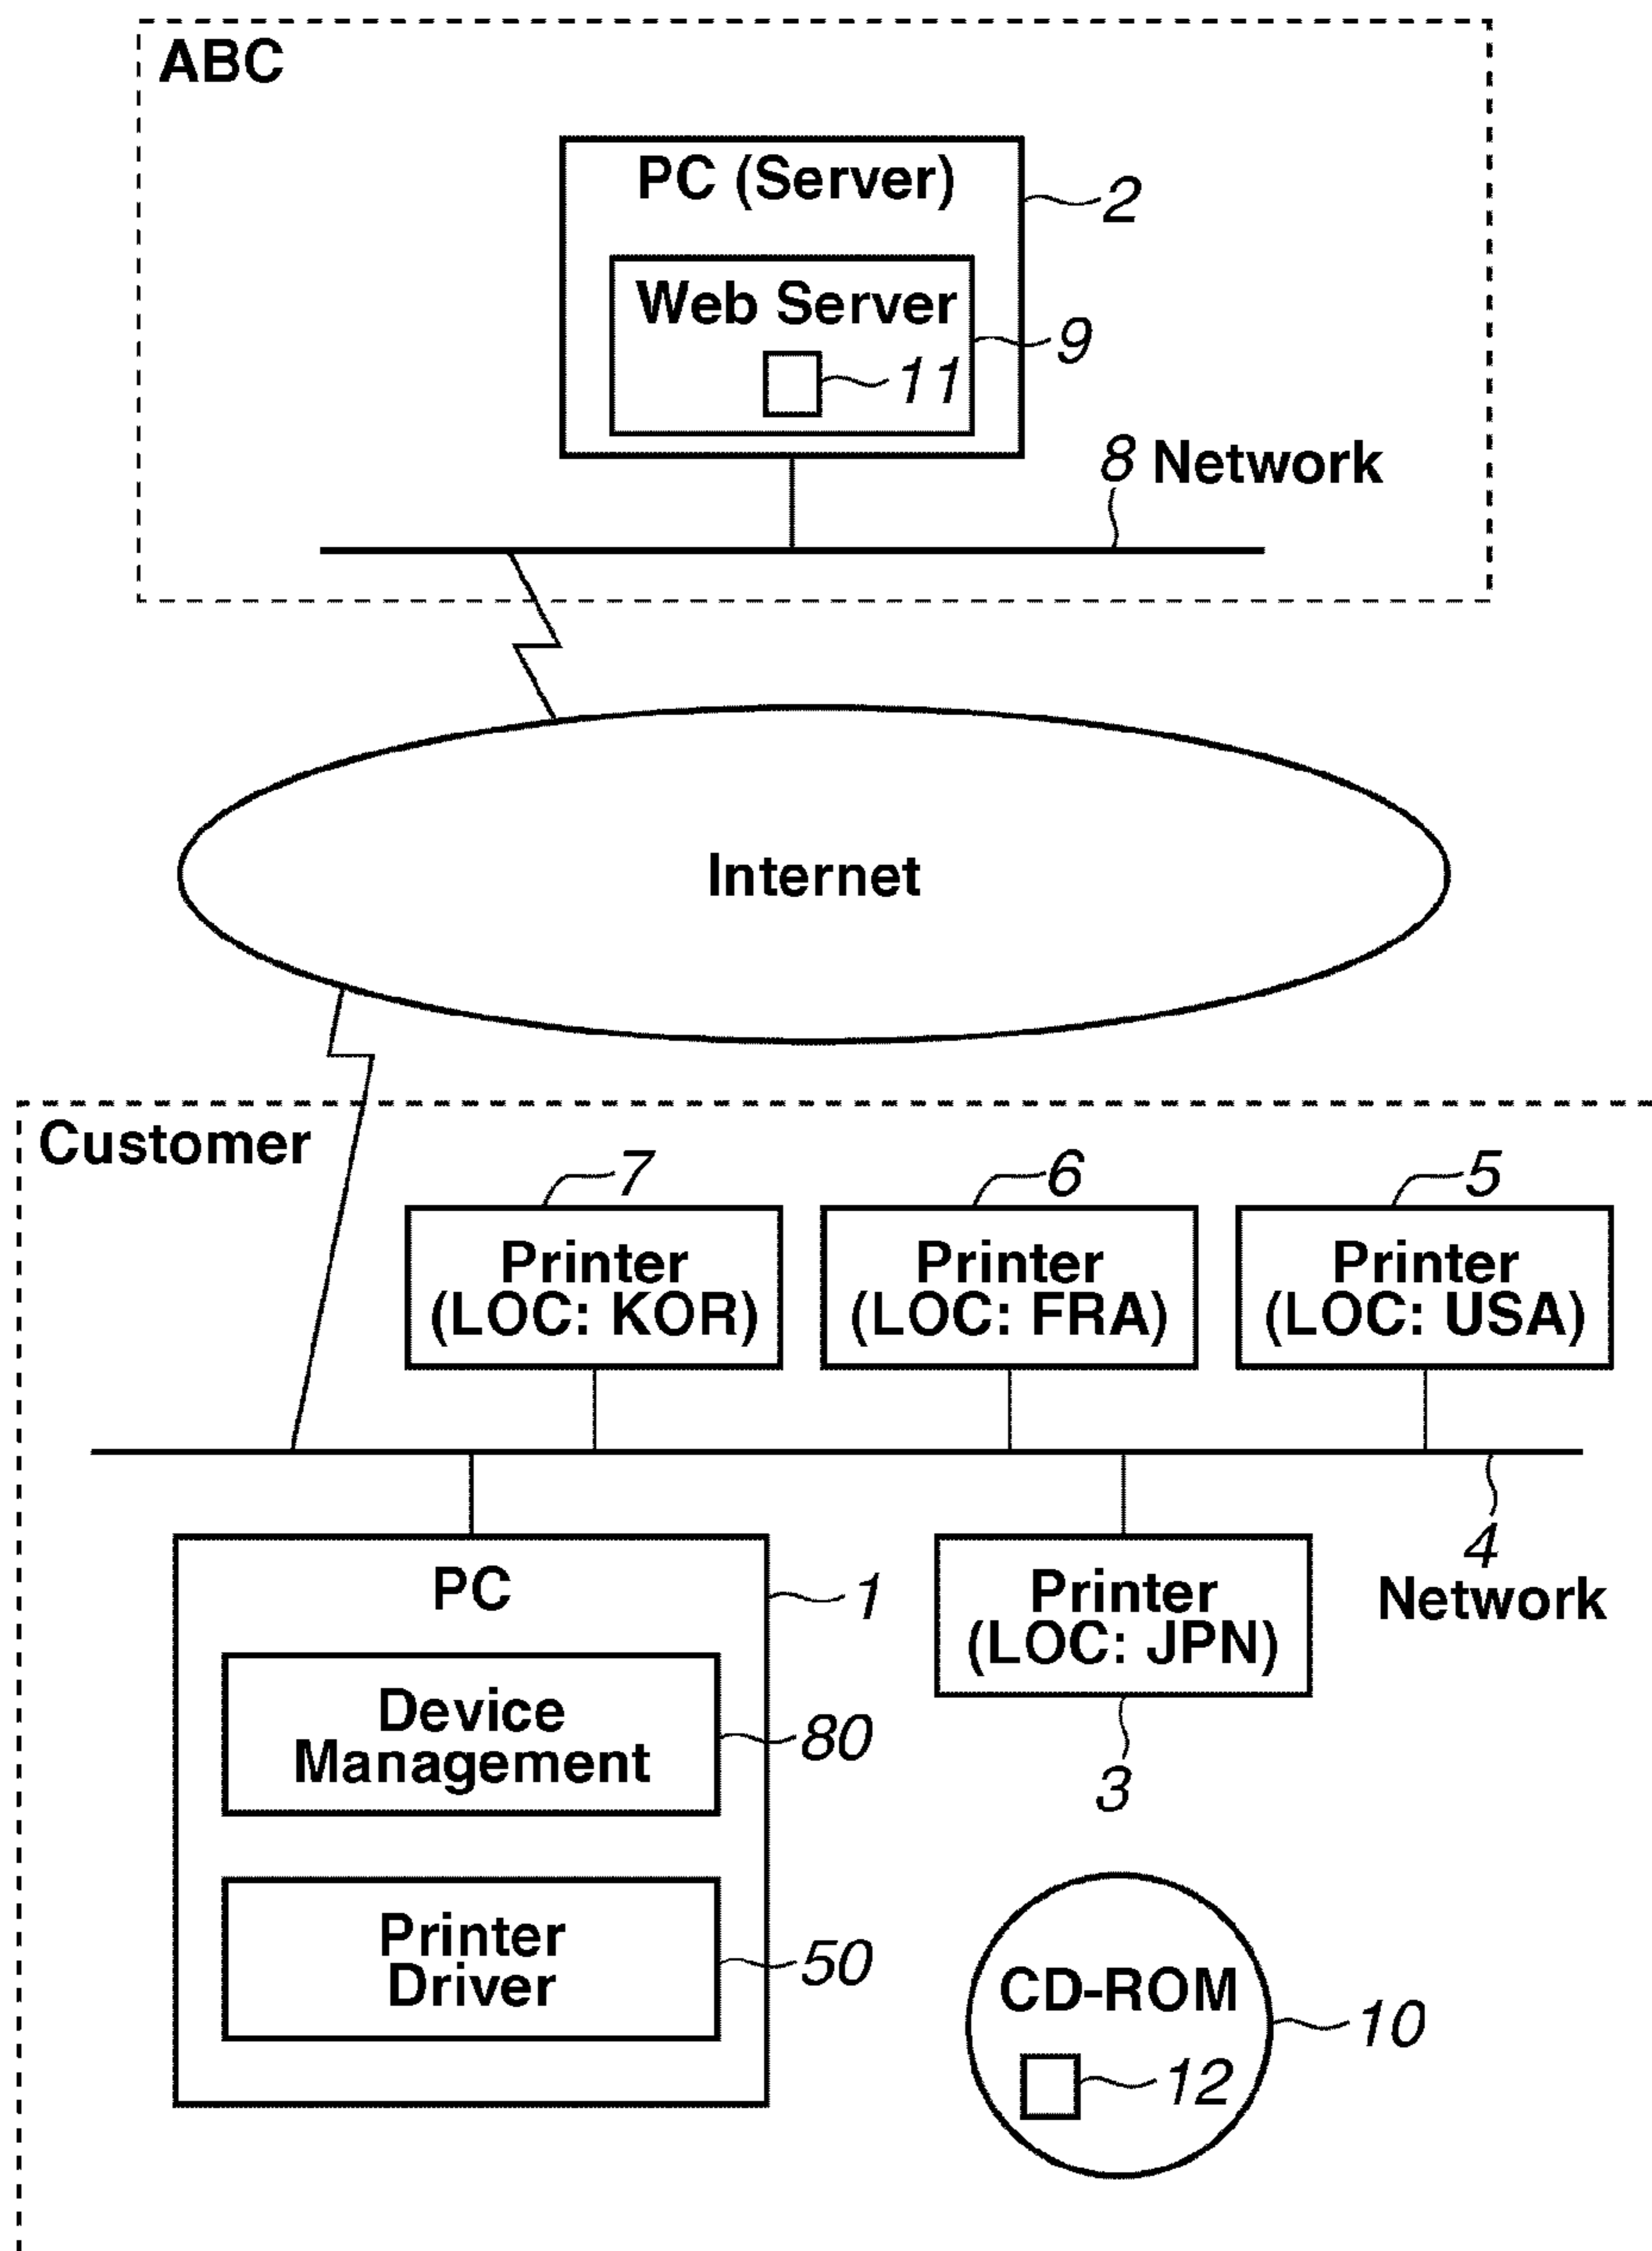 ABC
PC (Server)
2
Web Server
9
11
8 Network
Internet
Customer
7
6
5
Printer
(LOC: KOR)
Printer
(LOC: FRA)
Printer
(LOC: USA)
4
Network
PC
1
Printer
(LOC: JPN)
3
Device
Management
80
Printer
Driver
50
CD-ROM
10
12